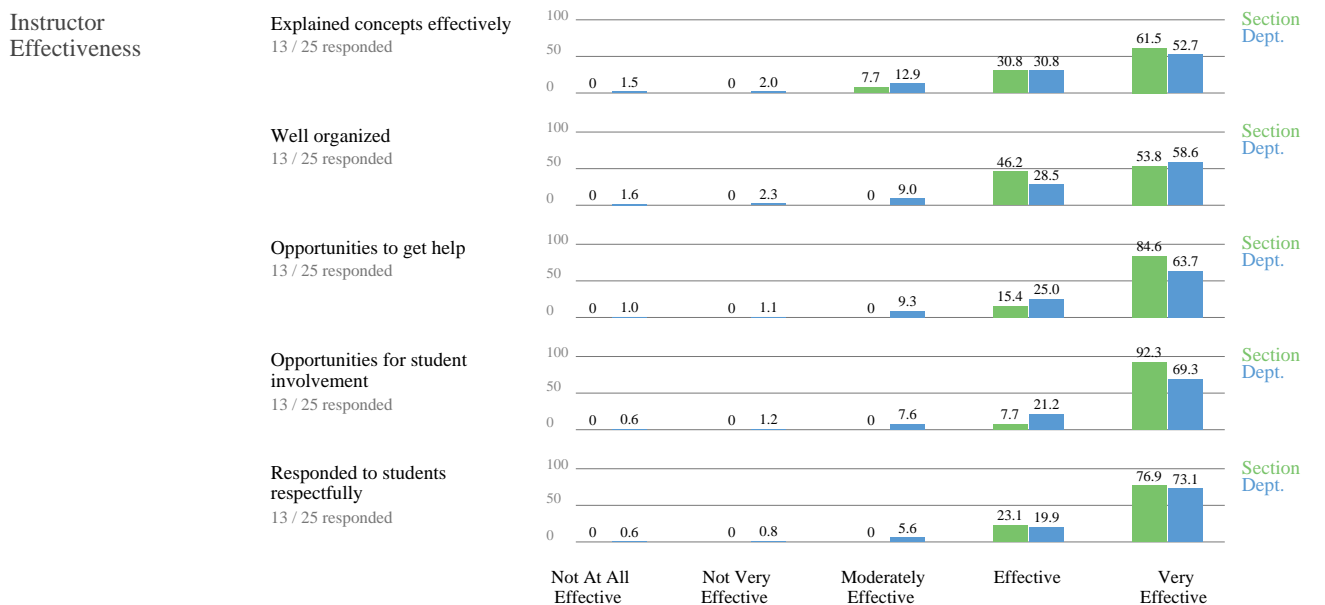 Instructor
Effectiveness
Explained concepts effectively
13 / 25 responded
100
50
0
0 1.5 0 2.0 7.7 12.9 30.8 30.8 61.5 52.7
Section
Dept.
Well organized
13 / 25 responded
100
50
0
0 1.6 0 2.3 0 9.0 46.2 28.5 53.8 58.6
Section
Dept.
Opportunities to get help
13 / 25 responded
100
50
0
0 1.0 0 1.1 0 9.3 15.4 25.0 84.6 63.7
Section
Dept.
Opportunities for student
involvement
13 / 25 responded
100
50
0
0 0.6 0 1.2 0 7.6 7.7 21.2 92.3 69.3
Section
Dept.
Responded to students
respectfully
13 / 25 responded
100
50
0
0 0.6 0 0.8 0 5.6 23.1 19.9 76.9 73.1
Section
Dept.
Not At All
Effective
Not Very
Effective
Moderately
Effective
Effective
Very
Effective